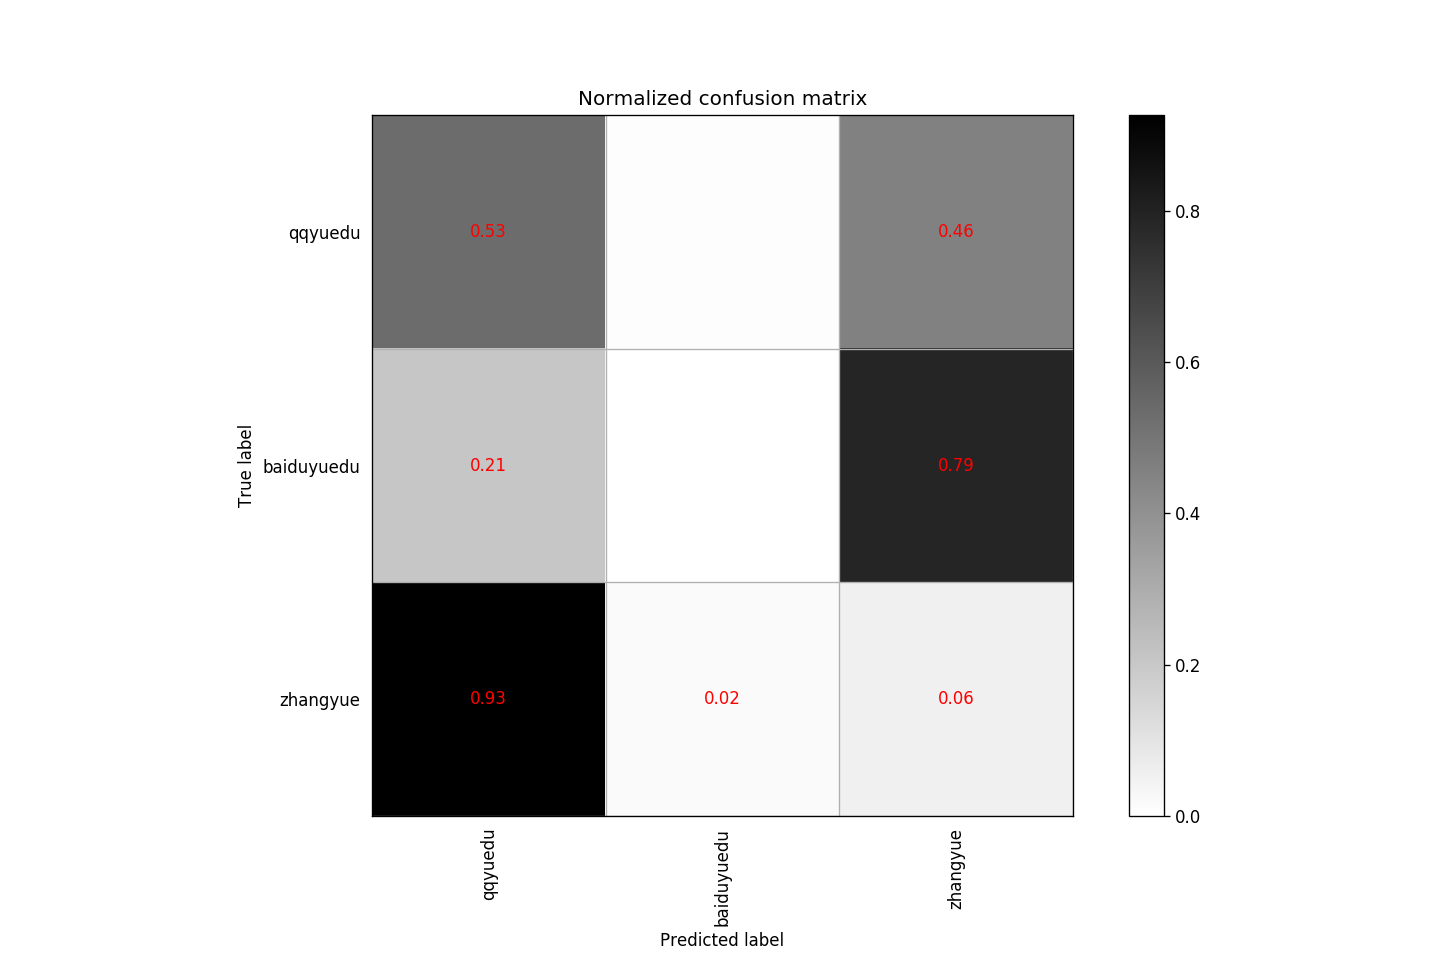 Normalized confusion matrix
qqyuedu
0.53
0.46
baiduyuedu
0.21
0.79
zhangyue
0.93
0.02
0.06
True label
qqyuedu
baiduyuedu
zhangyue
Predicted label
0.8
0.6
0.4
0.2
0.0